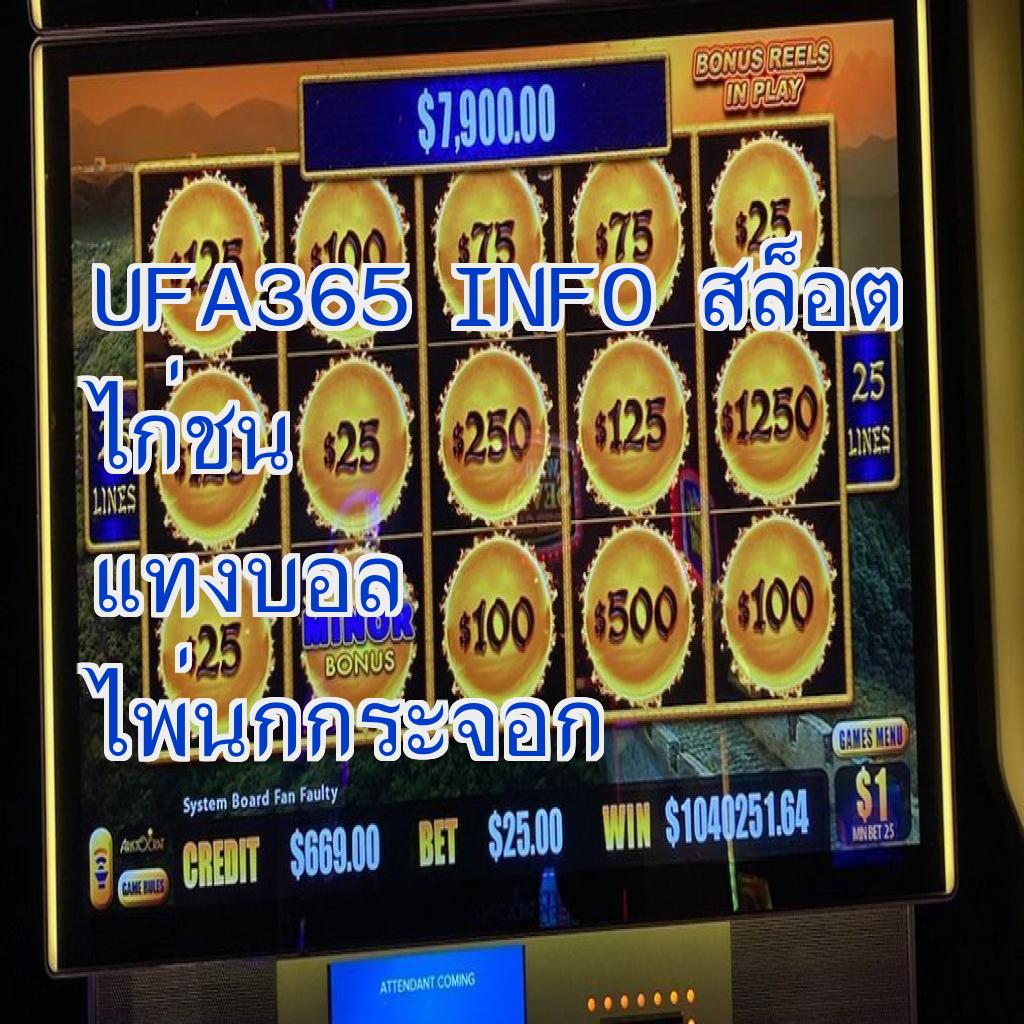 BONUS REELS
IN PLAY
$7,900.00
$125 $100 $75 $75 $25
UFA365 INFO สล็อต
ไก่ชน
$25 $250 $125 $1250
25
LINES
LINES
แทงบอล
$25 MINOR BONUS $100 $500 $100
ไพ่นกกระจอก
GAMES MENU
System Board Fan Faulty
$1
MIN BET 25
ARISTOCRAT
GAME RULES
CREDIT $669.00 BET $25.00 WIN $1040251.64
ATTENDANT COMING